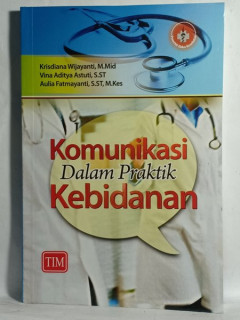 Krisdiana Wijayanti, M.Mid
Vina Aditya Astuti, S.ST
Aulia Fatmayanti, S.ST, M.Kes
Komunikasi
Dalam Praktik
Kebidanan
TIM